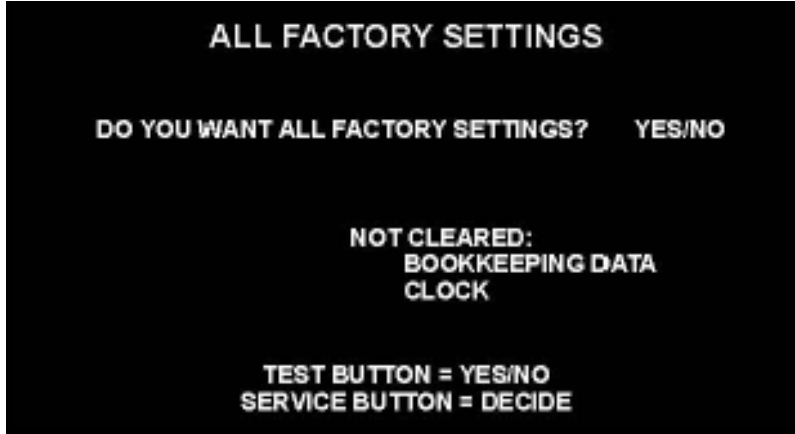 ALL FACTORY SETTINGS
DO YOU WANT ALL FACTORY SETTINGS? YES/NO
NOT CLEARED:
BOOKKEEPING DATA
CLOCK
TEST BUTTON = YES/NO
SERVICE BUTTON = DECIDE